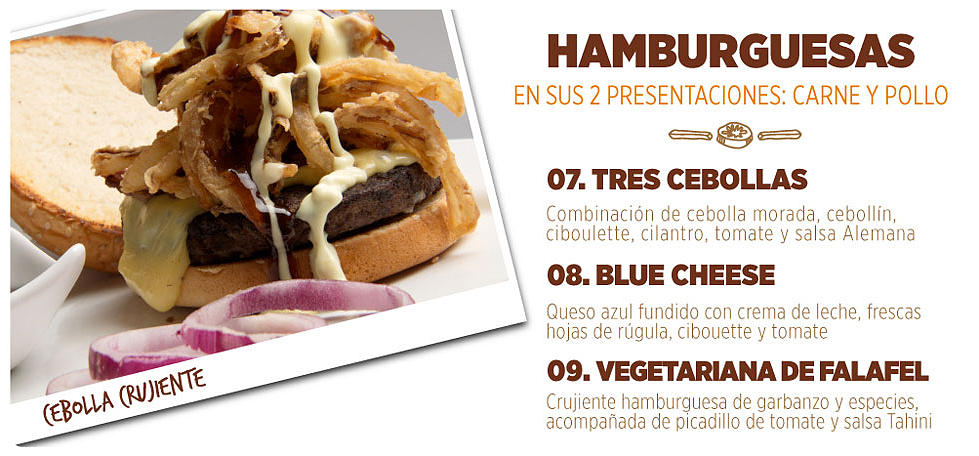 HAMBURGUESAS
EN SUS 2 PRESENTACIONES: CARNE Y POLLO
07. TRES CEBOLLAS
Combinación de cebolla morada, cebollín,
ciboulette, cilantro, tomate y salsa Alemana
08. BLUE CHEESE
Queso azul fundido con crema de leche, frescas
hojas de rúgula, cibouette y tomate
09. VEGETARIANA DE FALAFEL
Crujiente hamburguesa de garbanzo y especies,
acompañada de picadillo de tomate y salsa Tahini
CEBOLLA CRUJIENTE